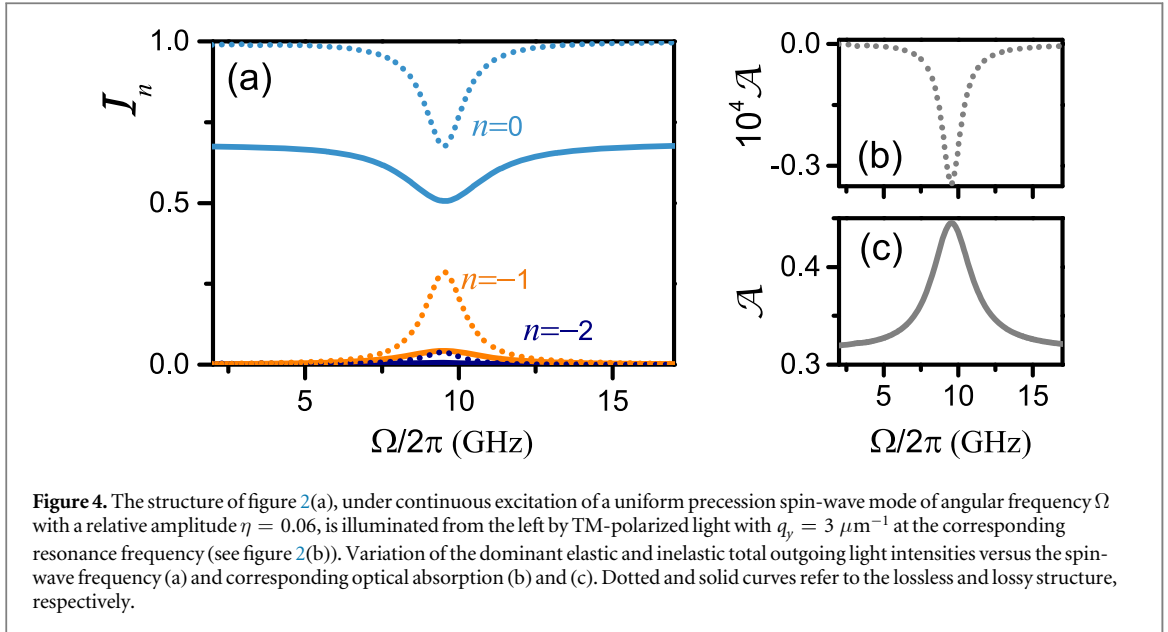 1.0
0.5
0.0
𝓘n
(a)
n=0
n=−1
n=−2
5
10
15
Ω/2π (GHz)
0.0
-0.3
10⁴ 𝒜
(b)
0.4
0.3
𝒜
(c)
5
10
15
Ω/2π (GHz)
Figure 4. The structure of figure 2(a), under continuous excitation of a uniform precession spin-wave mode of angular frequency Ω
with a relative amplitude η = 0.06, is illuminated from the left by TM-polarized light with qy = 3 μm⁻¹ at the corresponding
resonance frequency (see figure 2(b)). Variation of the dominant elastic and inelastic total outgoing light intensities versus the spin-
wave frequency (a) and corresponding optical absorption (b) and (c). Dotted and solid curves refer to the lossless and lossy structure,
respectively.